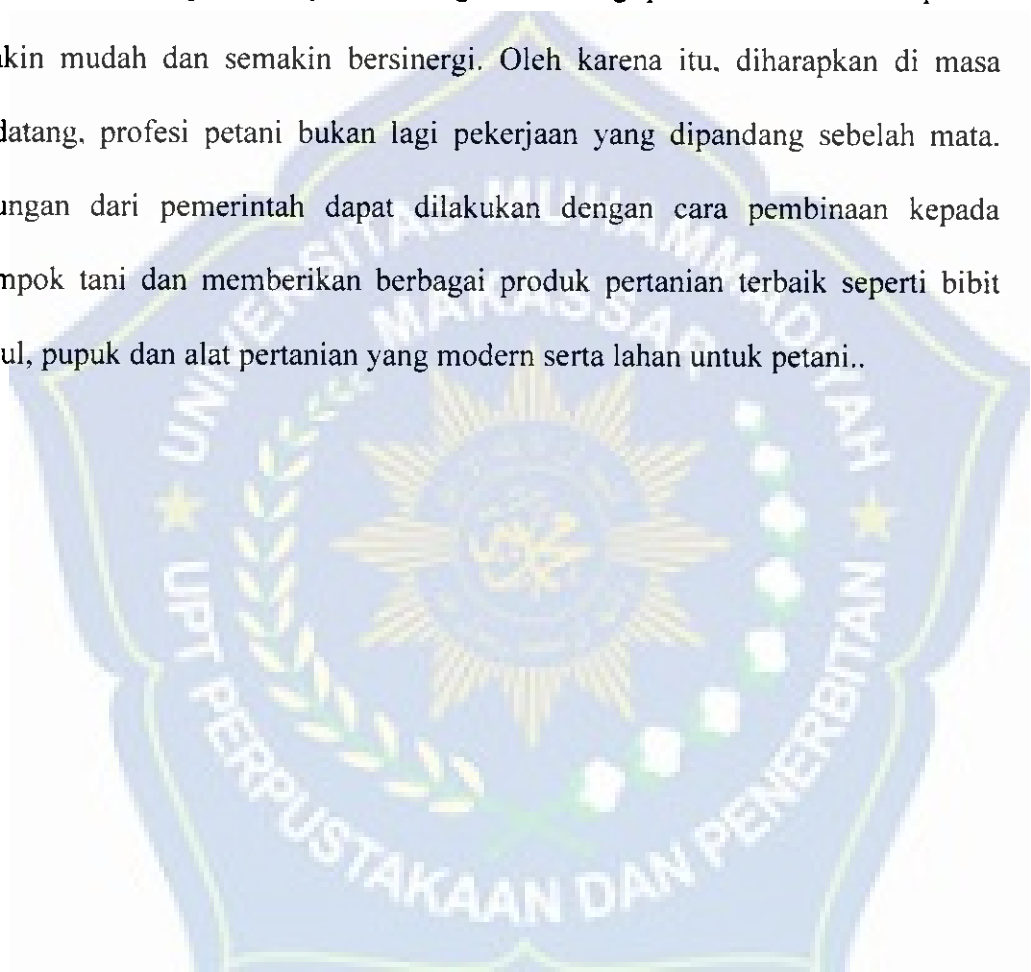 kin mudah dan semakin bersinergi. Oleh karena itu. diharapkan di masa
datang. profesi petani bukan lagi pekerjaan yang dipandang sebelah mata.
ungan dari pemerintah dapat dilakukan dengan cara pembinaan kepada
mpok tani dan memberikan berbagai produk pertanian terbaik seperti bibit
ul, pupuk dan alat pertanian yang modern serta lahan untuk petani..
UNIVERSITAS MUHAMMADIYAH
MAKASSAR
UPT PERPUSTAKAAN DAN PENERBITAN